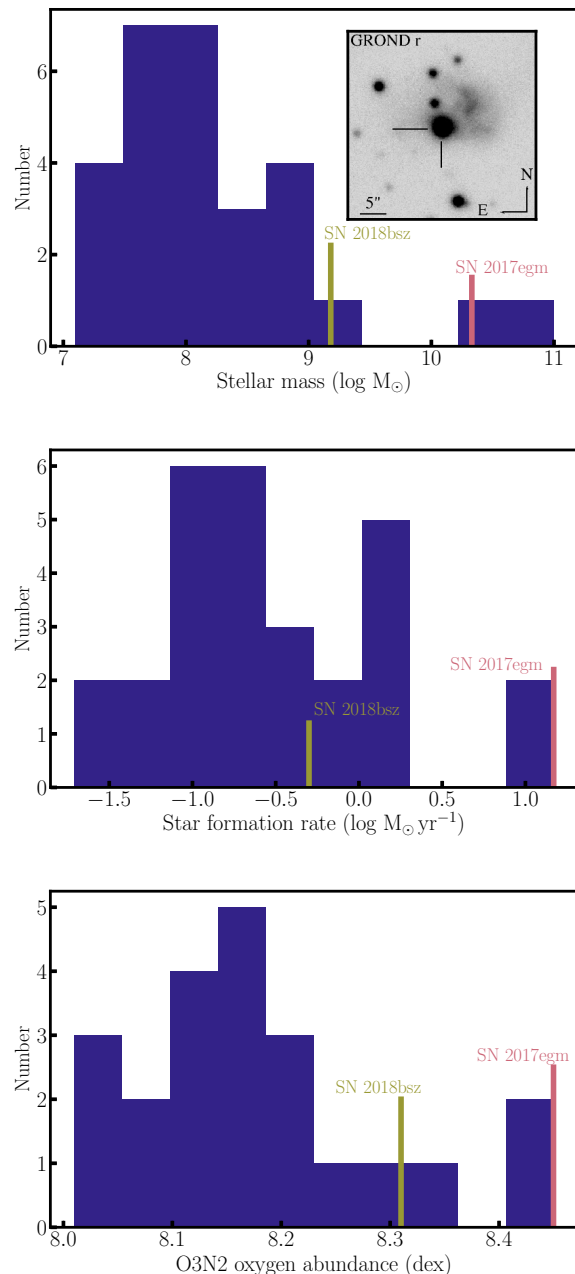 GROND r
N
E
5"
SN 2018bsz
SN 2017egm
Number
0
2
4
6
7
8
9
10
11
Stellar mass (log M⊙)
Number
0
1
2
3
4
5
6
SN 2017egm
SN 2018bsz
−1.5
−1.0
−0.5
0.0
0.5
1.0
Star formation rate (log M⊙ yr⁻¹)
Number
0
1
2
3
4
5
SN 2017egm
SN 2018bsz
8.0
8.1
8.2
8.3
8.4
O3N2 oxygen abundance (dex)